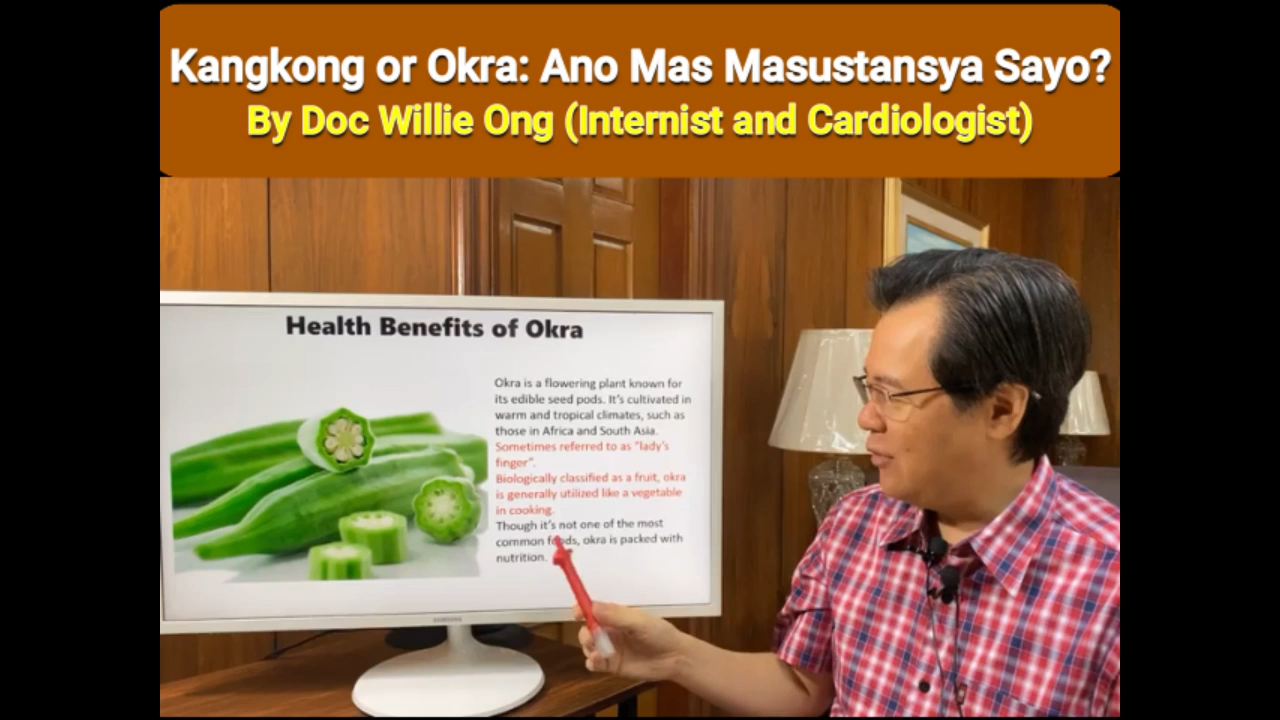 Kangkong or Okra: Ano Mas Masustansya Sayo?
By Doc Willie Ong (Internist and Cardiologist)
Health Benefits of Okra
Okra is a flowering plant known for
its edible seed pods. It's cultivated in
warm and tropical climates, such as
those in Africa and South Asia.
Sometimes referred to as "lady's
finger".
Biologically classified as a fruit, okra
is generally utilized like a vegetable
in cooking.
Though it's not one of the most
common foods, okra is packed with
nutrition.
SAMSUNG